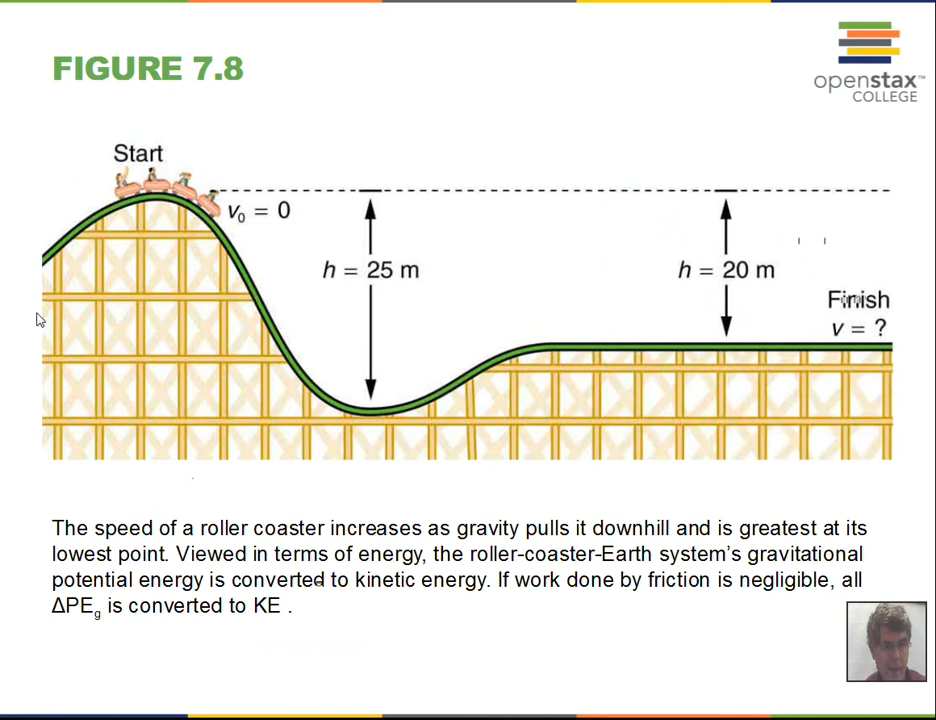 FIGURE 7.8
openstax™
COLLEGE
Start
v₀ = 0
h = 25 m
h = 20 m
Finish
v = ?
The speed of a roller coaster increases as gravity pulls it downhill and is greatest at its
lowest point. Viewed in terms of energy, the roller-coaster-Earth system’s gravitational
potential energy is converted to kinetic energy. If work done by friction is negligible, all
ΔPEg is converted to KE .